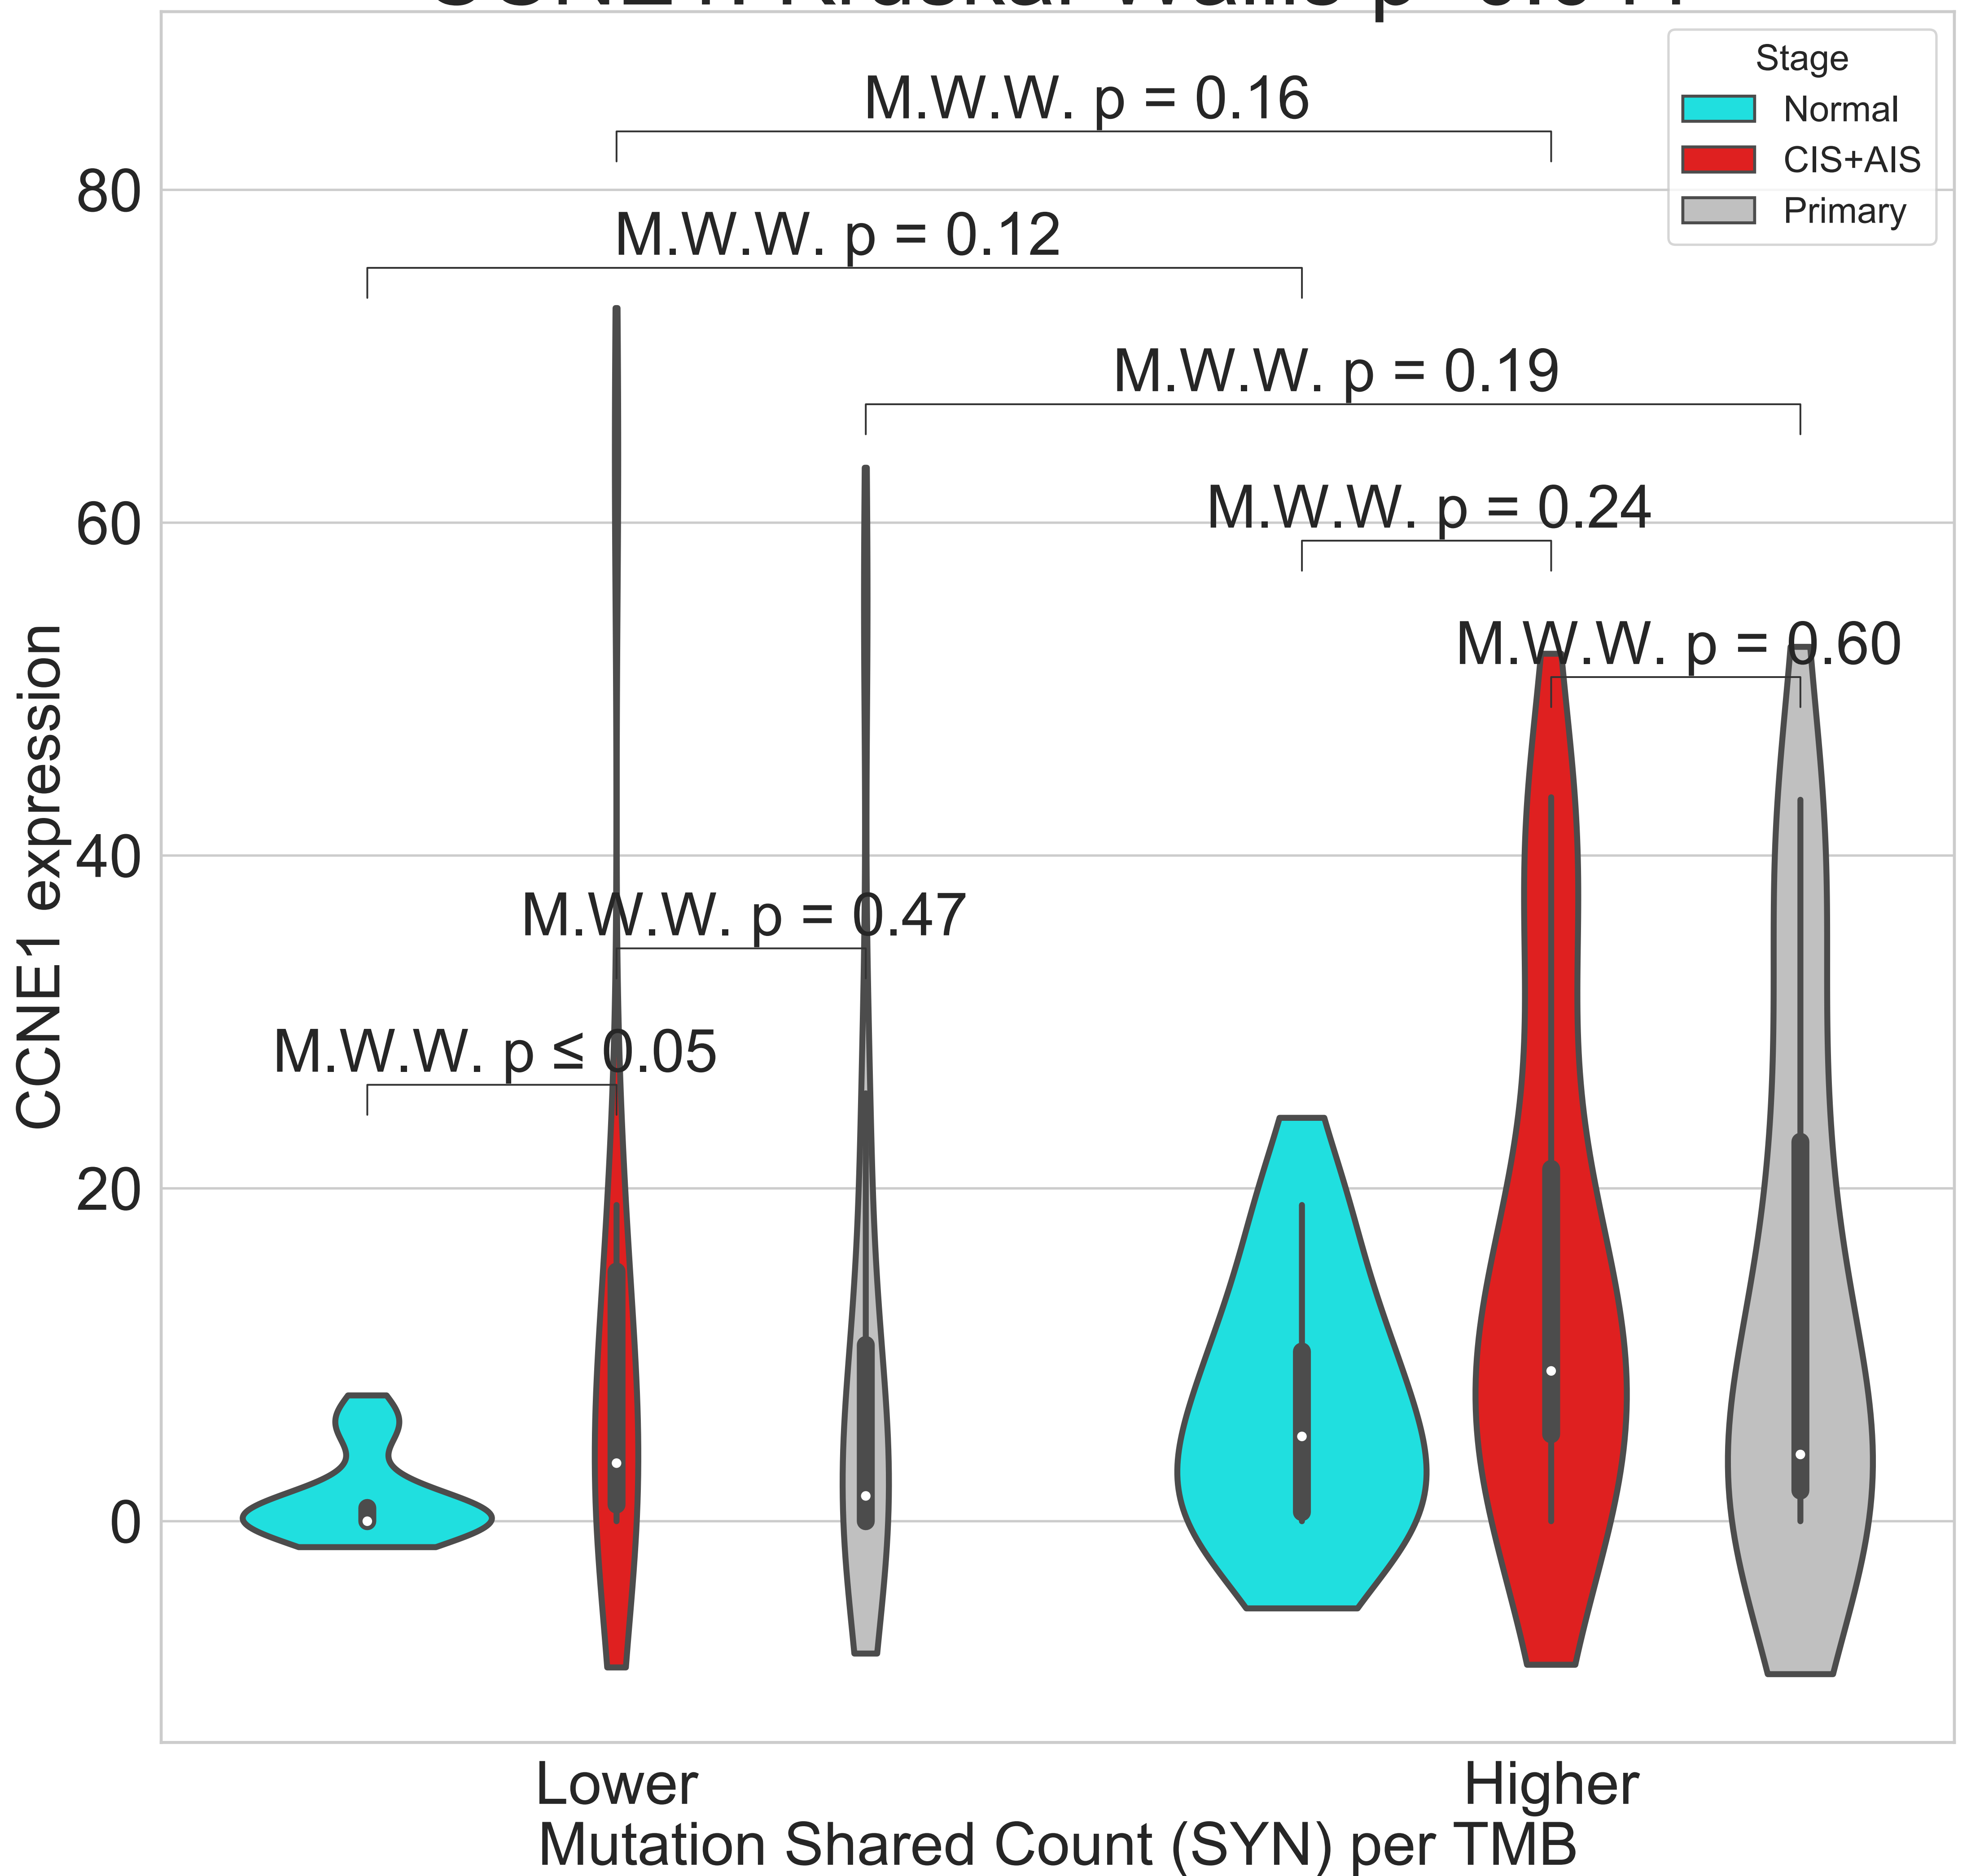 Stage
Normal
CIS+AIS
Primary
M.W.W. p = 0.16
M.W.W. p = 0.12
M.W.W. p = 0.19
M.W.W. p = 0.24
M.W.W. p = 0.60
M.W.W. p = 0.47
M.W.W. p ≤ 0.05
80
60
40
20
0
CCNE1 expression
Lower
Higher
Mutation Shared Count (SYN) per TMB